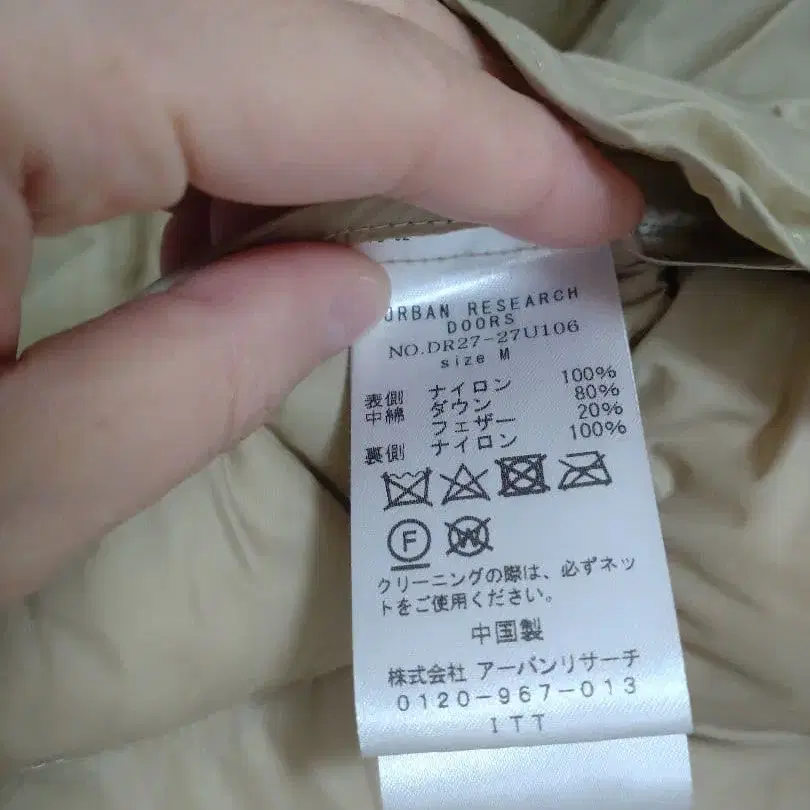 URBAN RESEARCH
DOORS
NO.DR27-27U106
size M
表側 ナイロン 100%
中綿 ダウン 80%
フェザー 20%
裏側 ナイロン 100%
F
W
クリーニングの際は、必ずネッ
トをご使用ください。
中国製
株式会社 アーバンリサーチ
0120-967-013
ITT